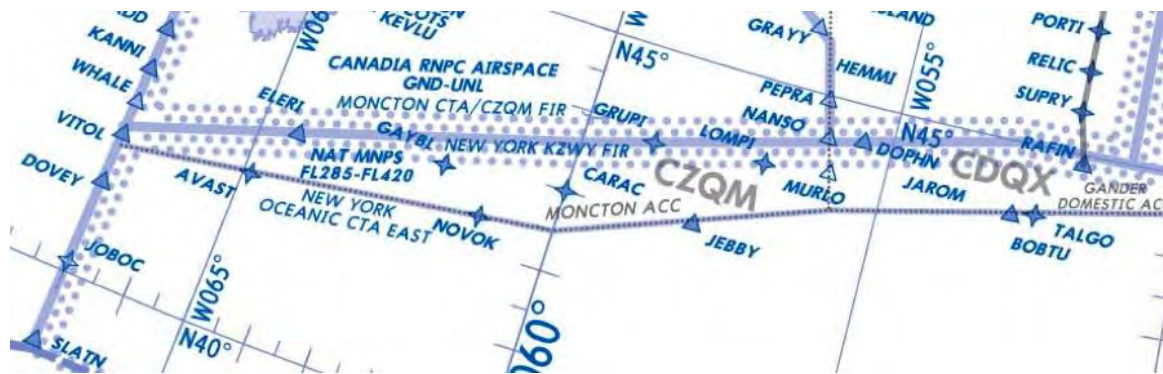 COTS
KEVLU
KANNI
WHALE
VITOL
DOVEY
JOBOC
SLATN
ELERI
CANADIA RNPC AIRSPACE
GND-UNL
MONCTON CTA/CZQM FIR
GAYBL NEW YORK KZWY FIR
NAT MNPS
FL285-FL420
AVAST
NEW YORK
OCEANIC CTA EAST
NOVOK
W065°
N40°
GRUPI
N45°
CARAC
MONCTON ACC
CZQM
LOMPI
GRAYY
HEMMI
PEPRA
NANSO
MURLO
JEBBY
W055°
N45°
DOPHN
JAROM
CDQX
PORTI
RELIC
SUPRY
RAFIN
GANDER
DOMESTIC AC
TALGO
BOBTU
060°